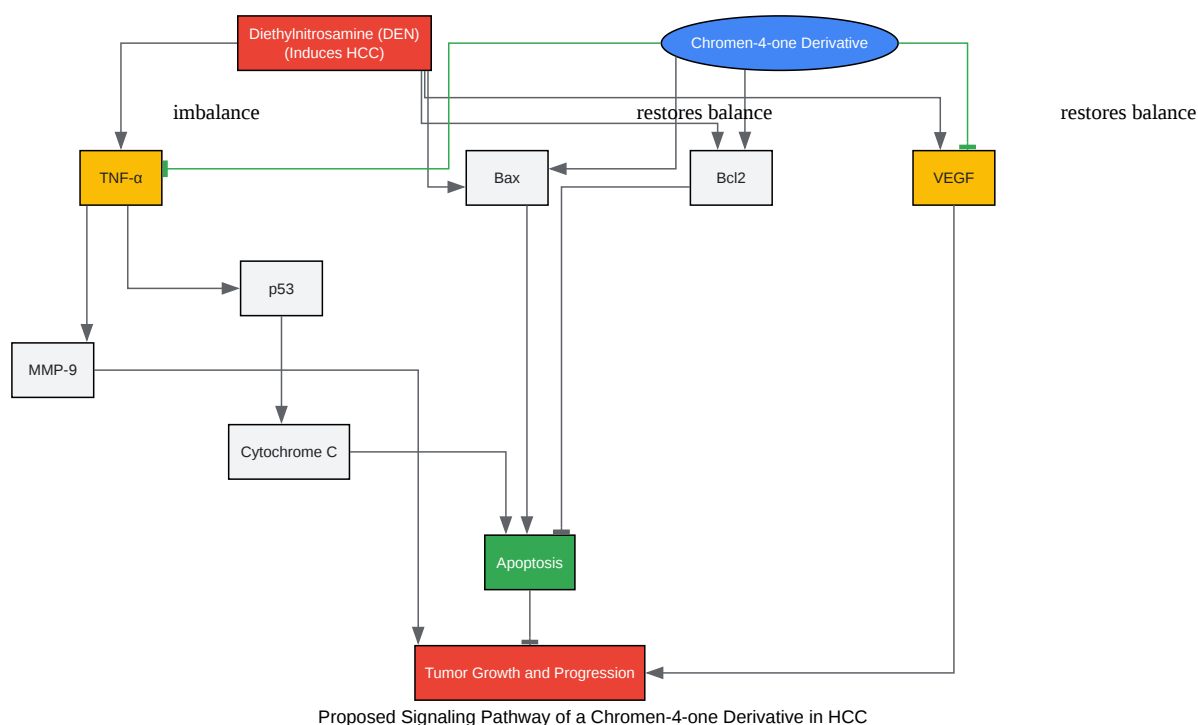 Diethylnitrosamine (DEN)
(Induces HCC)
Chromen-4-one Derivative
imbalance
restores balance
restores balance
TNF-α
Bax
Bcl2
VEGF
p53
MMP-9
Cytochrome C
Apoptosis
Tumor Growth and Progression
Proposed Signaling Pathway of a Chromen-4-one Derivative in HCC